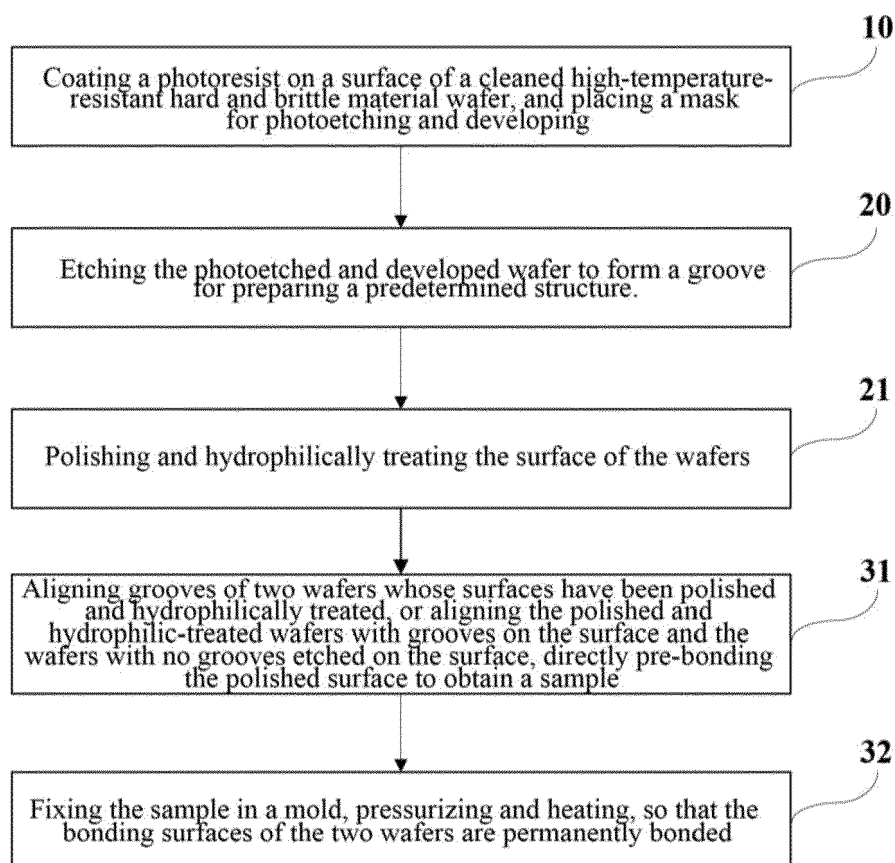 10
Coating a photoresist on a surface of a cleaned high-temperature-
resistant hard and brittle material wafer, and placing a mask
for photoetching and developing
20
Etching the photoetched and developed wafer to form a groove
for preparing a predetermined structure.
21
Polishing and hydrophilically treating the surface of the wafers
31
Aligning grooves of two wafers whose surfaces have been polished
and hydrophilically treated, or aligning the polished and
hydrophilic-treated wafers with grooves on the surface and the
wafers with no grooves etched on the surface, directly pre-bonding
the polished surface to obtain a sample
32
Fixing the sample in a mold, pressurizing and heating, so that the
bonding surfaces of the two wafers are permanently bonded